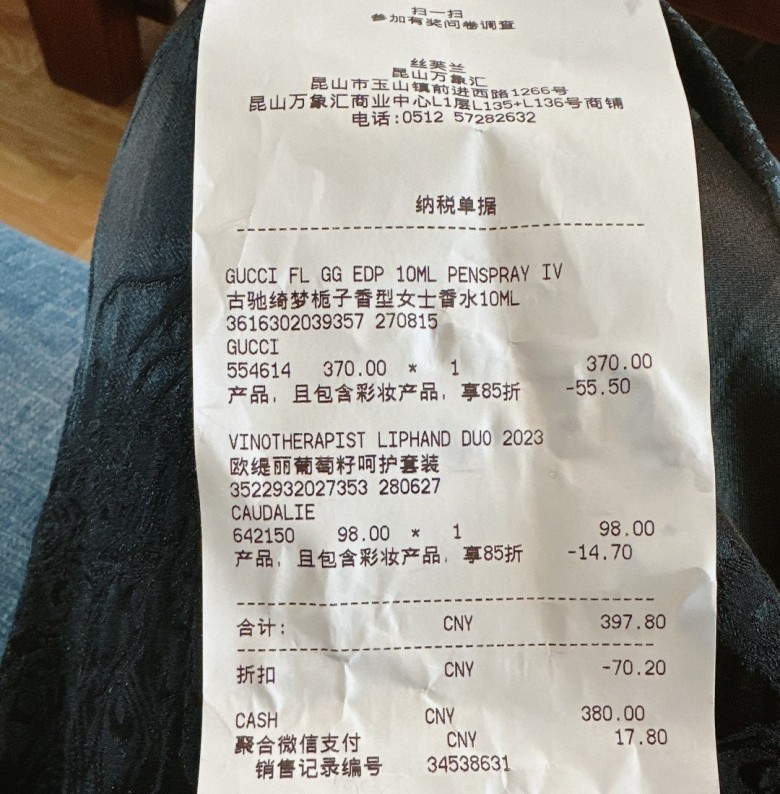 扫一扫
参加有奖问卷调查
丝芙兰
昆山万象汇
昆山市玉山镇前进西路1266号
昆山万象汇商业中心L1层L135+L136号商铺
电话:0512 57282632
纳税单据
GUCCI FL GG EDP 10ML PENSPRAY IV
古驰绮梦栀子香型女士香水10ML
3616302039357 270815
GUCCI
554614 370.00 * 1 370.00
产品，且包含彩妆产品，享85折 -55.50
VINOTHERAPIST LIPHAND DUO 2023
欧缇丽葡萄籽呵护套装
3522932027353 280627
CAUDALIE
642150 98.00 * 1 98.00
产品，且包含彩妆产品，享85折 -14.70
合计: CNY 397.80
折扣 CNY -70.20
CASH CNY 380.00
聚合微信支付 CNY 17.80
销售记录编号 34538631